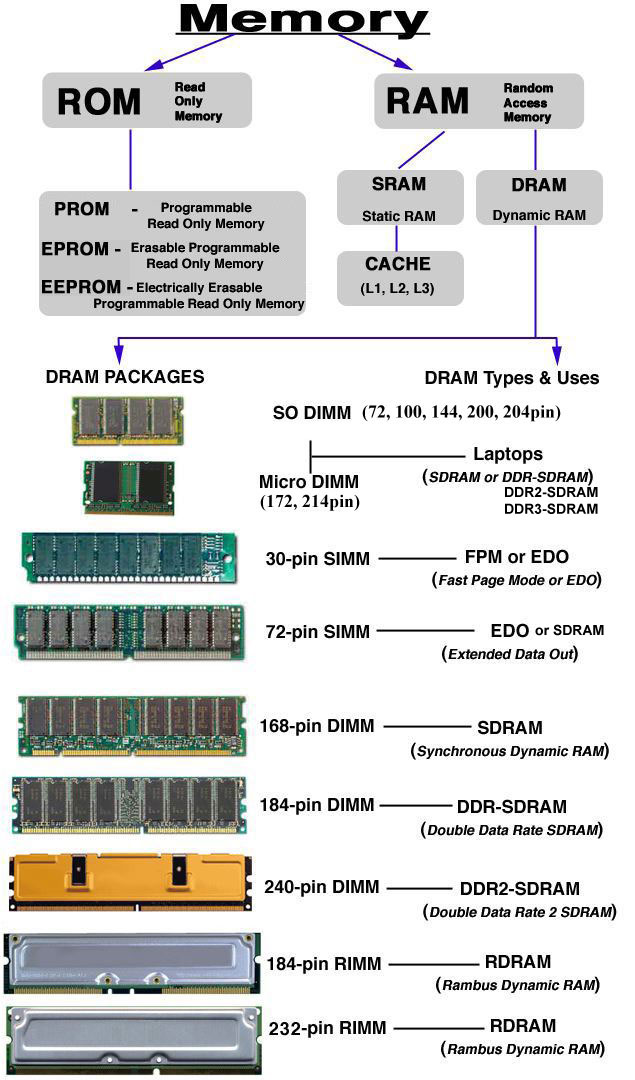 Memory
ROM
Read
Only
Memory
RAM
Random
Access
Memory
PROM - Programmable
Read Only Memory
EPROM - Erasable Programmable
Read Only Memory
EEPROM - Electrically Erasable
Programmable Read Only Memory
SRAM
Static RAM
DRAM
Dynamic RAM
CACHE
(L1, L2, L3)
DRAM PACKAGES
DRAM Types & Uses
SO DIMM (72, 100, 144, 200, 204pin)
Laptops
(SDRAM or DDR-SDRAM)
DDR2-SDRAM
DDR3-SDRAM
Micro DIMM
(172, 214pin)
30-pin SIMM
FPM or EDO
(Fast Page Mode or EDO)
72-pin SIMM
EDO or SDRAM
(Extended Data Out)
168-pin DIMM
SDRAM
(Synchronous Dynamic RAM)
184-pin DIMM
DDR-SDRAM
(Double Data Rate SDRAM)
240-pin DIMM
DDR2-SDRAM
(Double Data Rate 2 SDRAM)
184-pin RIMM
RDRAM
(Rambus Dynamic RAM)
232-pin RIMM
RDRAM
(Rambus Dynamic RAM)